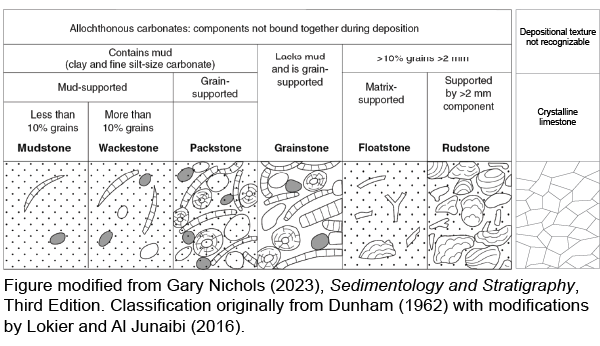 Allochthonous carbonates: components not bound together during deposition
Depositional texture
not recognizable
Contains mud
(clay and fine silt-size carbonate)
Lacks mud
and is grain-
supported
>10% grains >2 mm
Mud-supported
Grain-
supported
Matrix-
supported
Supported
by >2 mm
component
Less than
10% grains
More than
10% grains
Crystalline
limestone
Mudstone
Wackestone
Packstone
Grainstone
Floatstone
Rudstone
Figure modified from Gary Nichols (2023), Sedimentology and Stratigraphy,
Third Edition. Classification originally from Dunham (1962) with modifications
by Lokier and Al Junaibi (2016).